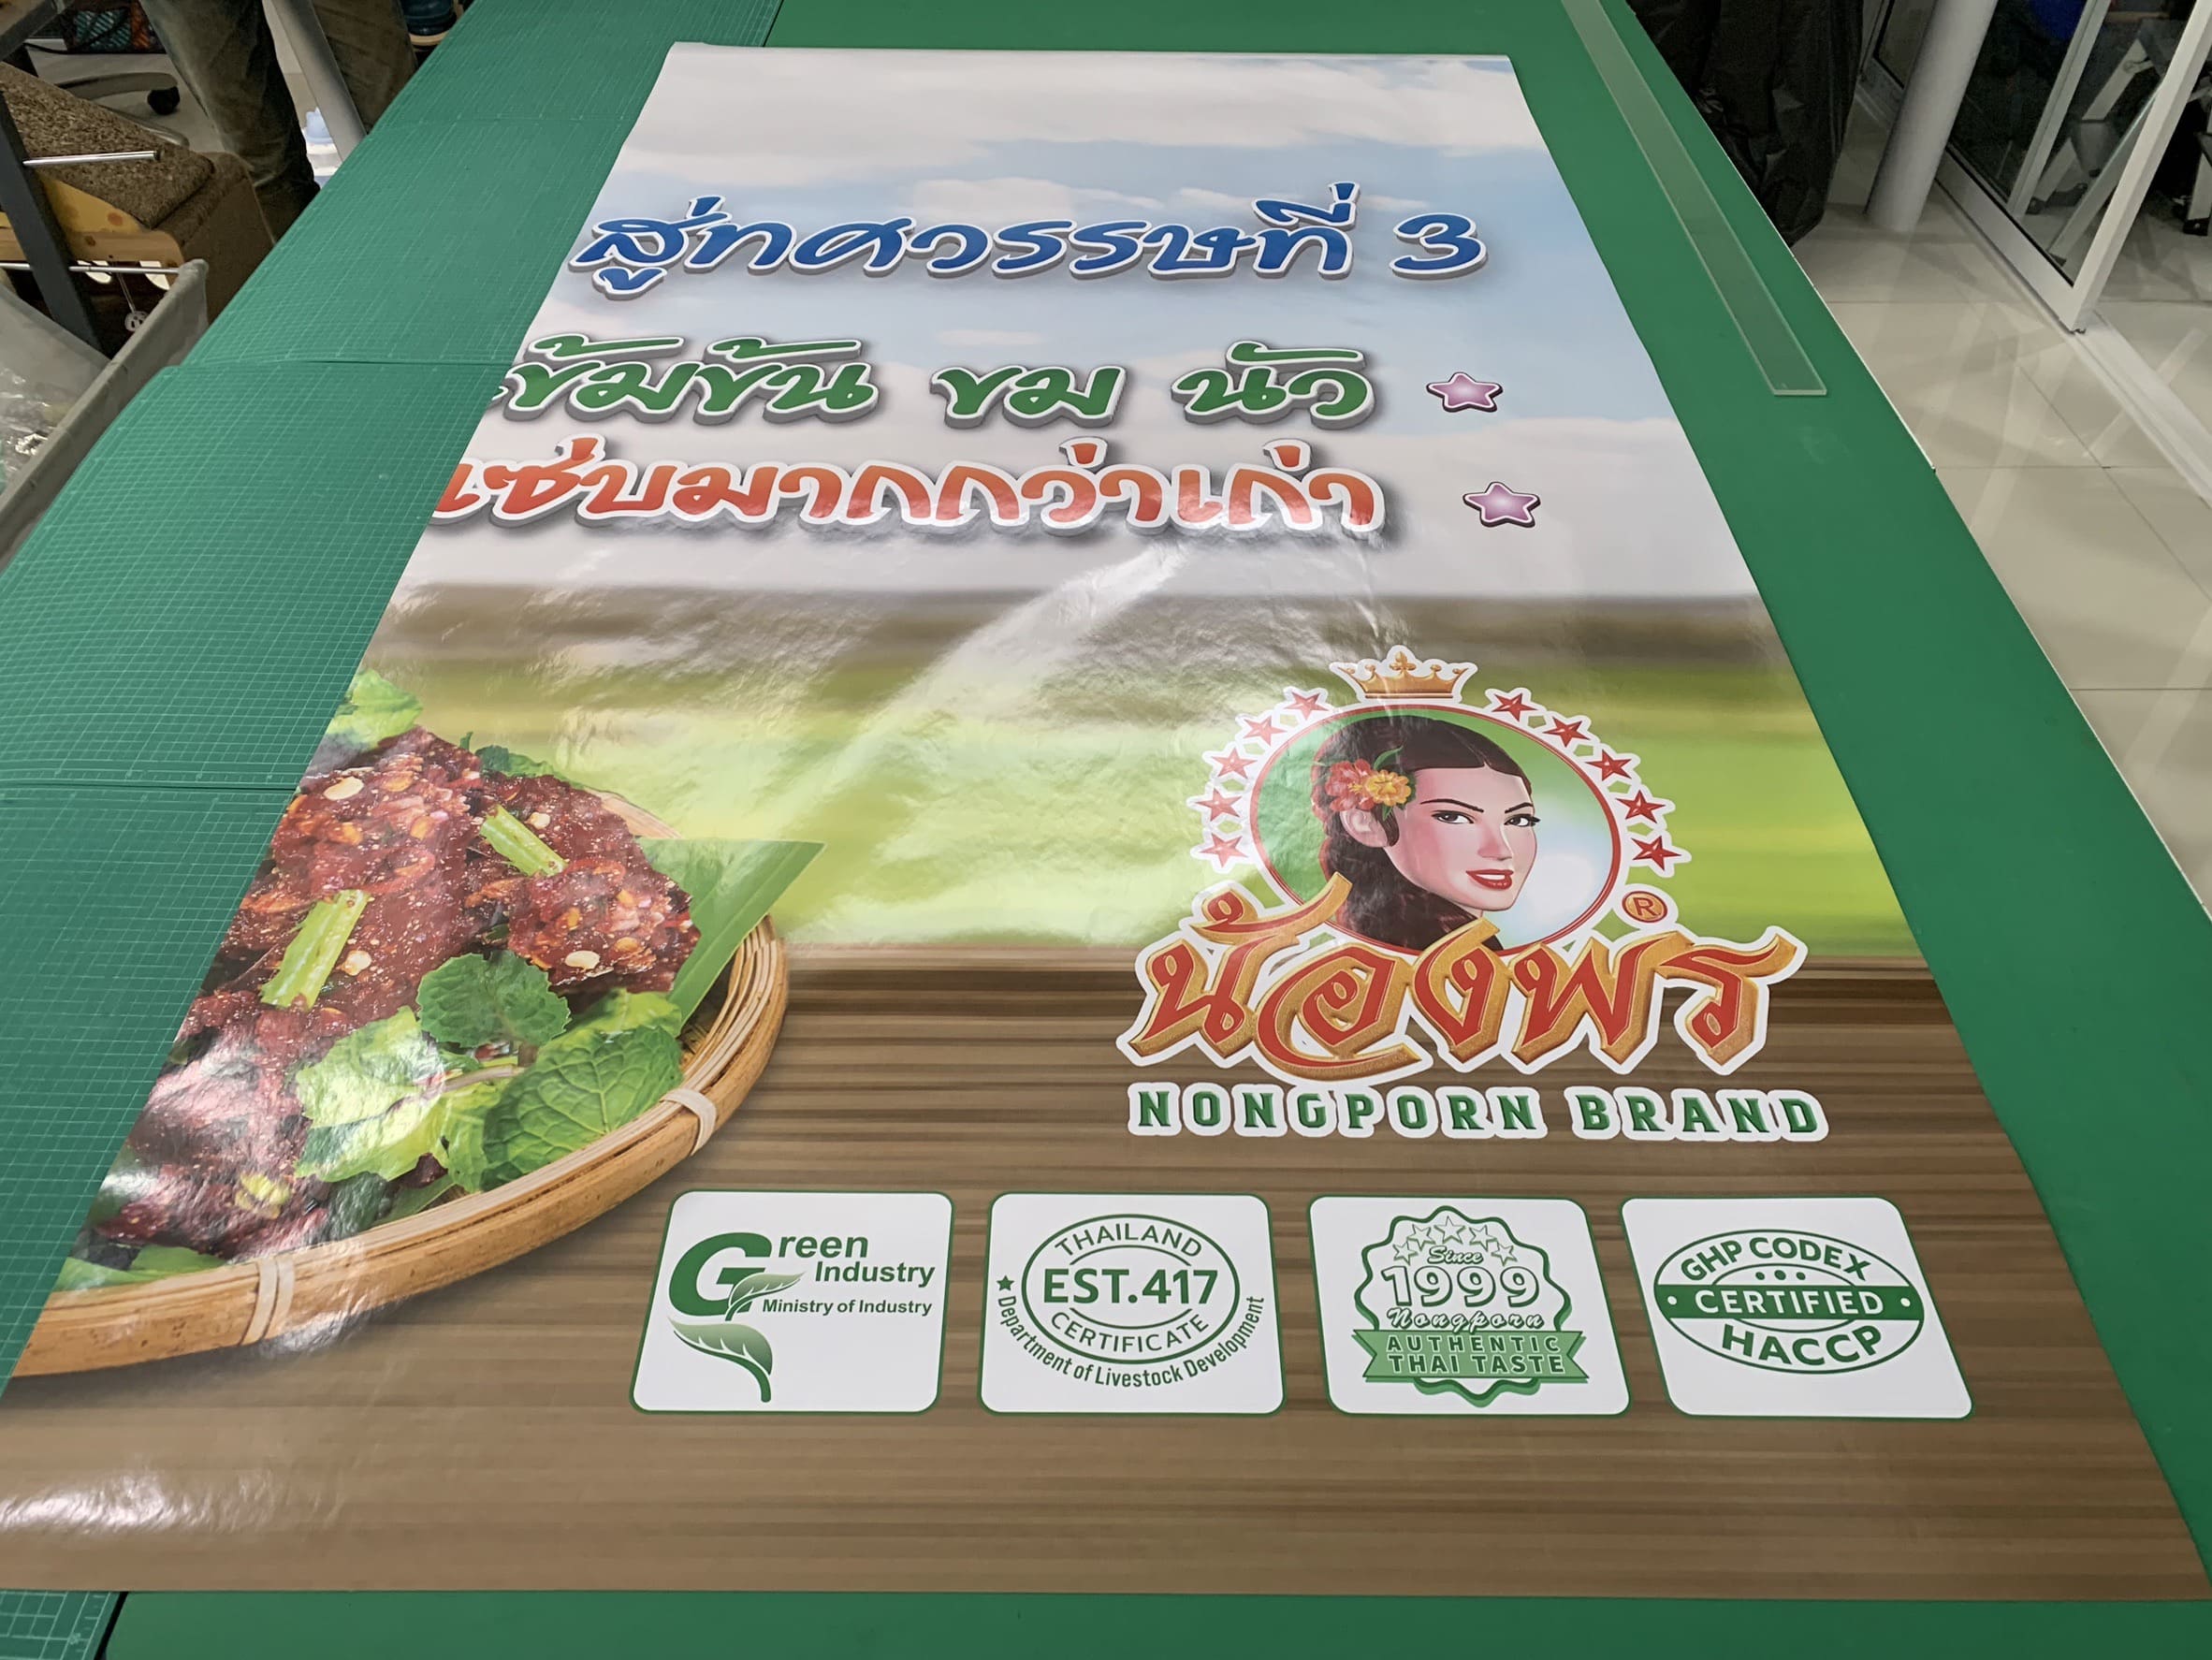 สู่ทศวรรษที่ 3
เข้มข้น ขม นัว
แซ่บมากกว่าเก่า
น้องพร ®
NONGPORN BRAND
Green
Industry
Ministry of Industry
THAILAND
EST.417
CERTIFICATE
Department of Livestock Development
Since
1999
Nongporn
AUTHENTIC
THAI TASTE
GHP CODEX
CERTIFIED
HACCP